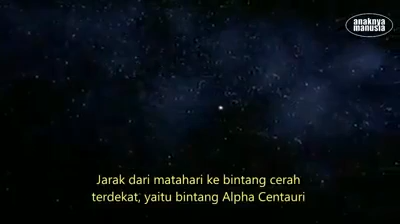 anaknya
manusia
Jarak dari matahari ke bintang cerah
terdekat, yaitu bintang Alpha Centauri